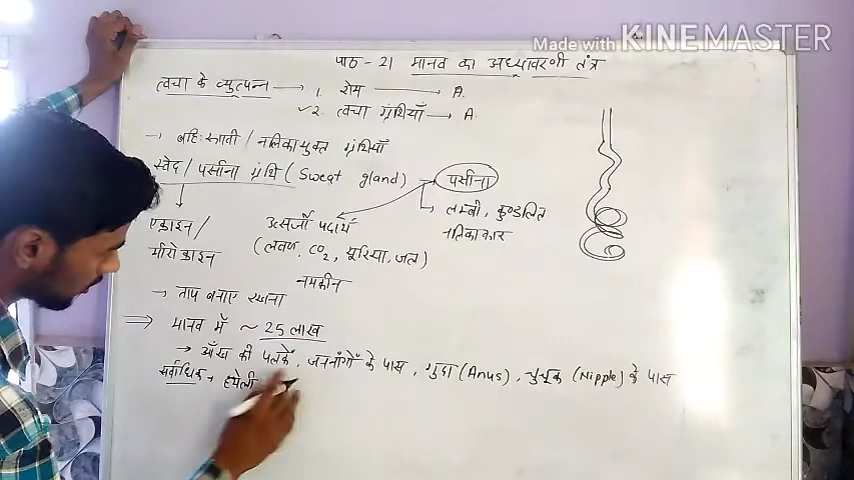 Made with KINEMASTER
पाठ - 21 मानव का अध्यावरणी तंत्र
त्वचा के व्युत्पन्न → 1. रोम → A.
✓2. त्वचा ग्रंथियाँ → A.
→ बहिःस्त्रावी / नलिकायुक्त ग्रंथियाँ
स्वेद / पसीना ग्रंथि (Sweat gland) → पसीना
→ लम्बी, कुण्डलित
नलिकाकार
एक्राइन /
मीरोक्राइन
उत्सर्जी पदार्थ
(लवण, CO2, यूरिया, जल)
नमकीन
→ ताप बनाए रखना
⇒ मानव में ~ 25 लाख
→ आँख की पलकें, जननांगों के पास, गुदा (Anus), चुचूक (Nipple) के पास
सर्वाधिक → हथेली